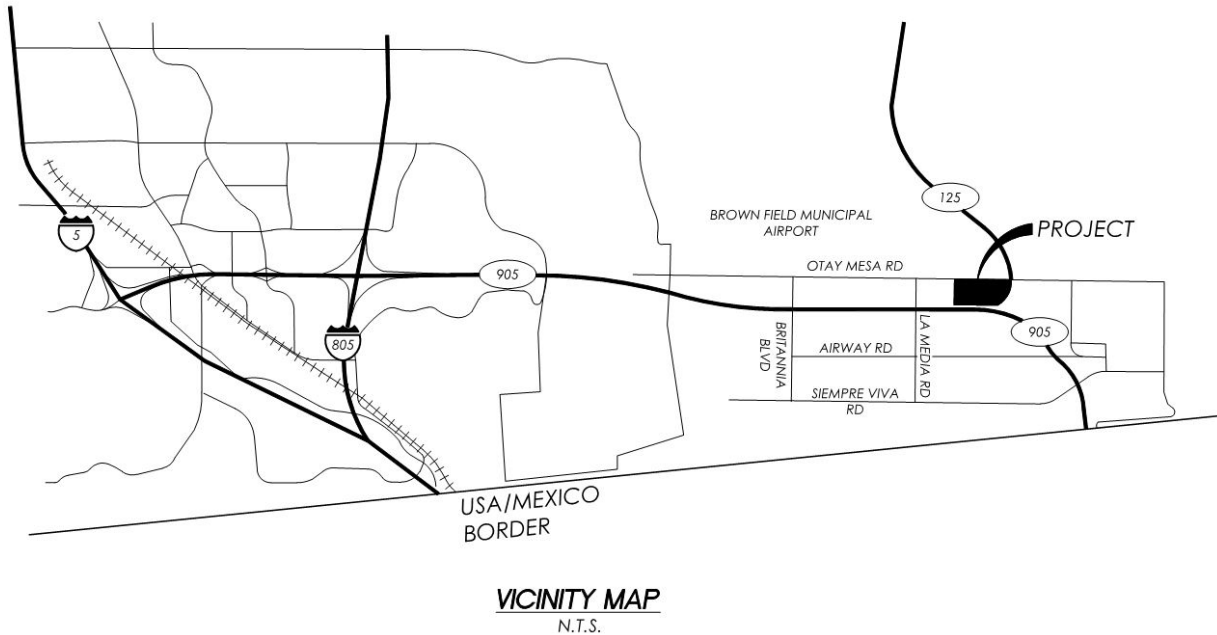 125
BROWN FIELD MUNICIPAL
AIRPORT
PROJECT
5
OTAY MESA RD
905
805
BRITANNIA
BLVD
LA MEDIA RD
905
AIRWAY RD
SIEMPRE VIVA
RD
USA/MEXICO
BORDER
VICINITY MAP
N.T.S.